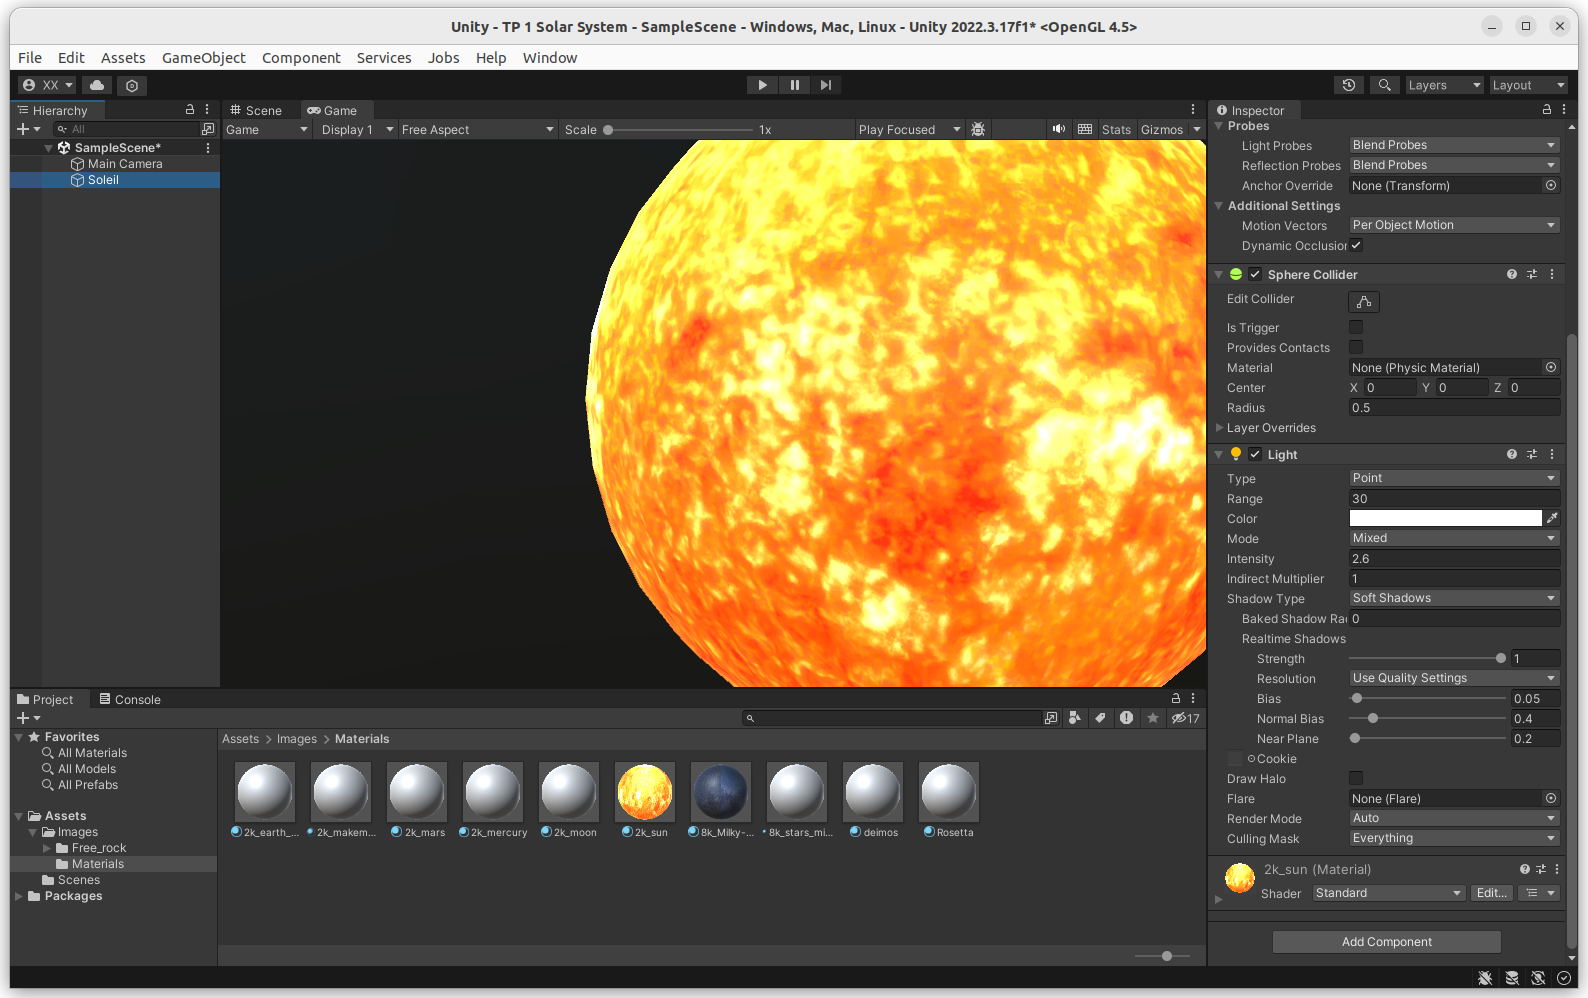 Unity - TP 1 Solar System - SampleScene - Windows, Mac, Linux - Unity 2022.3.17f1* <OpenGL 4.5>
File Edit Assets GameObject Component Services Jobs Help Window
XX Layers Layout
Hierarchy
All
SampleScene*
Main Camera
Soleil
Scene Game
Game Display 1 Free Aspect Scale 1x Play Focused Stats Gizmos
Inspector
Probes
Light Probes Blend Probes
Reflection Probes Blend Probes
Anchor Override None (Transform)
Additional Settings
Motion Vectors Per Object Motion
Dynamic Occlusion
Sphere Collider
Edit Collider
Is Trigger
Provides Contacts
Material None (Physic Material)
Center X 0 Y 0 Z 0
Radius 0.5
Layer Overrides
Light
Type Point
Range 30
Color
Mode Mixed
Intensity 2.6
Indirect Multiplier 1
Shadow Type Soft Shadows
Baked Shadow Rad 0
Realtime Shadows
Strength 1
Resolution Use Quality Settings
Bias 0.05
Normal Bias 0.4
Near Plane 0.2
Cookie
Draw Halo
Flare None (Flare)
Render Mode Auto
Culling Mask Everything
2k_sun (Material)
Shader Standard Edit...
Add Component
Project Console
17
Favorites
All Materials
All Models
All Prefabs
Assets
Images
Free_rock
Materials
Scenes
Packages
Assets > Images > Materials
2k_earth_... 2k_makem... 2k_mars 2k_mercury 2k_moon 2k_sun 8k_Milky-... 8k_stars_mi... deimos Rosetta